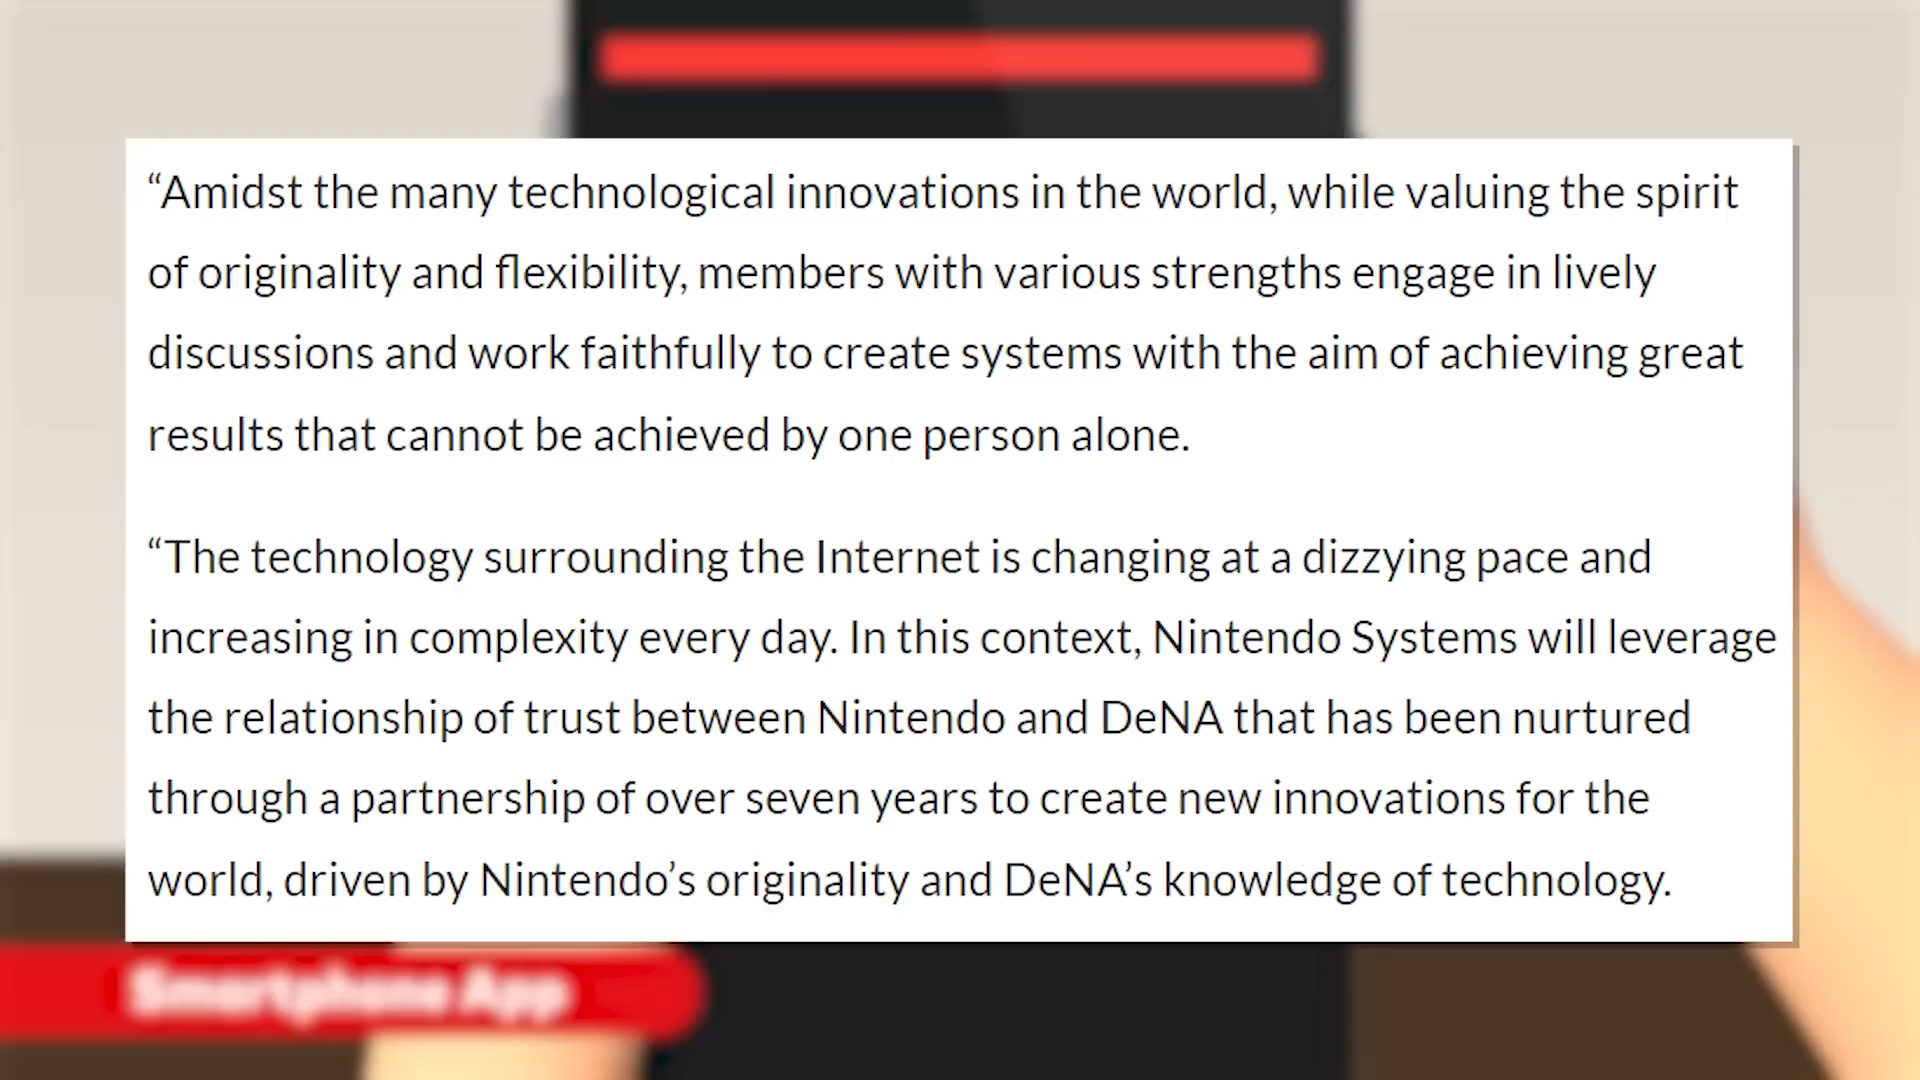 “Amidst the many technological innovations in the world, while valuing the spirit
of originality and flexibility, members with various strengths engage in lively
discussions and work faithfully to create systems with the aim of achieving great
results that cannot be achieved by one person alone.
“The technology surrounding the Internet is changing at a dizzying pace and
increasing in complexity every day. In this context, Nintendo Systems will leverage
the relationship of trust between Nintendo and DeNA that has been nurtured
through a partnership of over seven years to create new innovations for the
world, driven by Nintendo’s originality and DeNA’s knowledge of technology.
Smartphone App